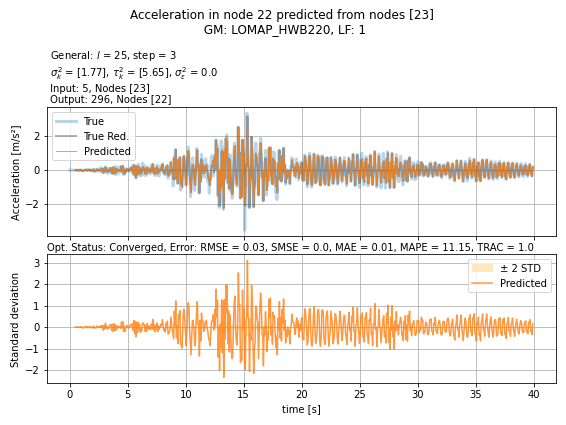 Acceleration in node 22 predicted from nodes [23]
GM: LOMAP_HWB220, LF: 1
General: l = 25, step = 3
σ²ₖ = [1.77], τ²ₖ = [5.65], σ²ε = 0.0
Input: 5, Nodes [23]
Output: 296, Nodes [22]
Acceleration [m/s²]
2
0
−2
True
True Red.
Predicted
Opt. Status: Converged, Error: RMSE = 0.03, SMSE = 0.0, MAE = 0.01, MAPE = 11.15, TRAC = 1.0
Standard deviation
3
2
1
0
−1
−2
± 2 STD
Predicted
0 5 10 15 20 25 30 35 40
time [s]